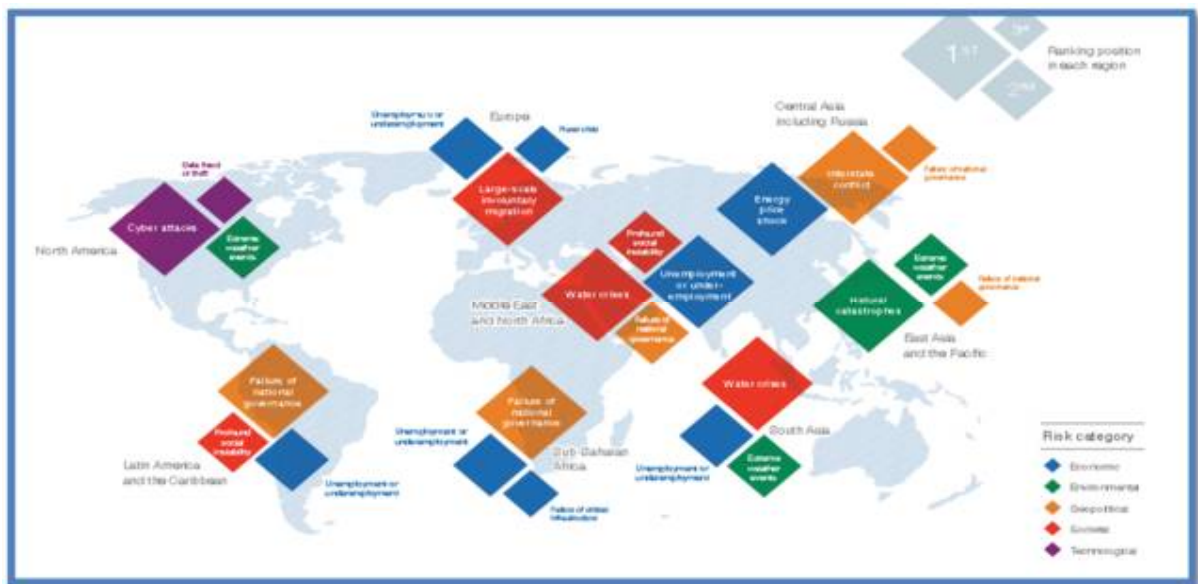 1ST
3rd
2nd
Ranking position
in each region
Central Asia
including Russia
Interstate
conflict
Failure of national
governance
Energy
price
shock
Unemployment or
underemployment
Europe
Fiscal crisis
Large-scale
involuntary
migration
Data fraud
or theft
Cyber attacks
Extreme
weather
events
North America
Profound
social
instability
Water crises
Unemployment
or under-
employment
Failure of
national
governance
Middle East
and North Africa
Extreme
weather
events
Failure of national
governance
Natural
catastrophes
East Asia
and the Pacific
Failure of
national
governance
Profound
social
instability
Latin America
and the Caribbean
Unemployment or
underemployment
Failure of
national
governance
Unemployment or
underemployment
Sub-Saharan
Africa
Failure of critical
infrastructure
Water crises
South Asia
Unemployment or
underemployment
Extreme
weather
events
Risk category
Economic
Environmental
Geopolitical
Societal
Technological